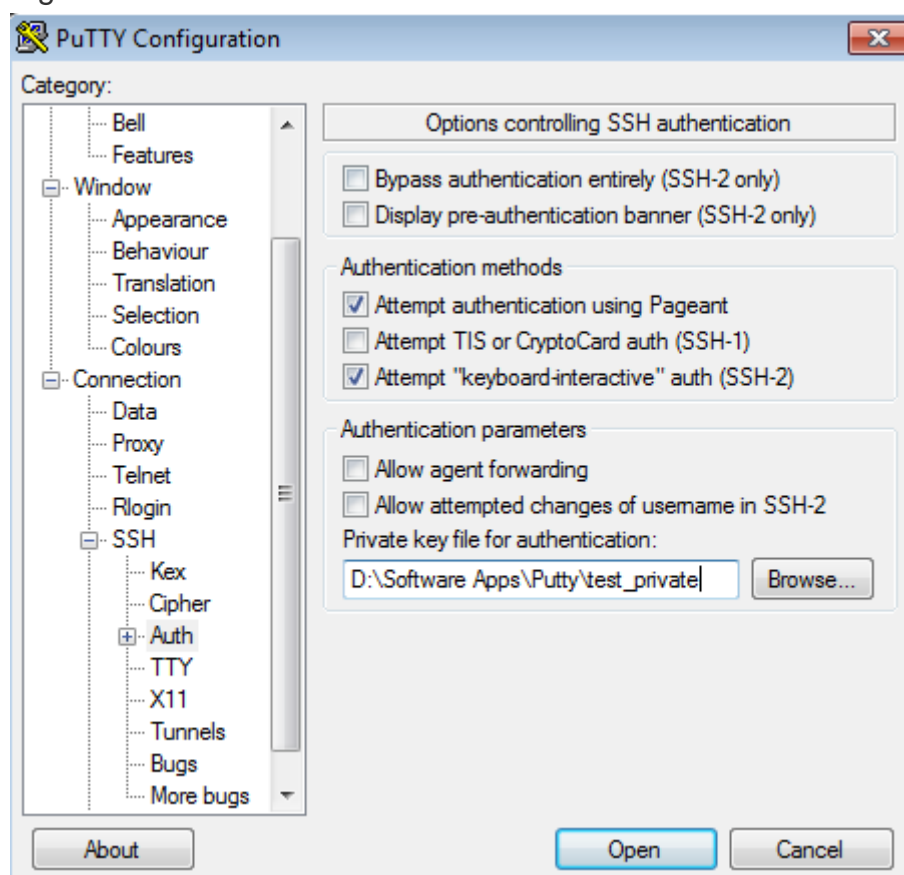 PuTTY Configuration
Category:
Bell
Features
Window
Appearance
Behaviour
Translation
Selection
Colours
Connection
Data
Proxy
Telnet
Rlogin
SSH
Kex
Cipher
Auth
TTY
X11
Tunnels
Bugs
More bugs
Options controlling SSH authentication
Bypass authentication entirely (SSH-2 only)
Display pre-authentication banner (SSH-2 only)
Authentication methods
Attempt authentication using Pageant
Attempt TIS or CryptoCard auth (SSH-1)
Attempt "keyboard-interactive" auth (SSH-2)
Authentication parameters
Allow agent forwarding
Allow attempted changes of username in SSH-2
Private key file for authentication:
D:\Software Apps\Putty\test_private
Browse...
About
Open
Cancel